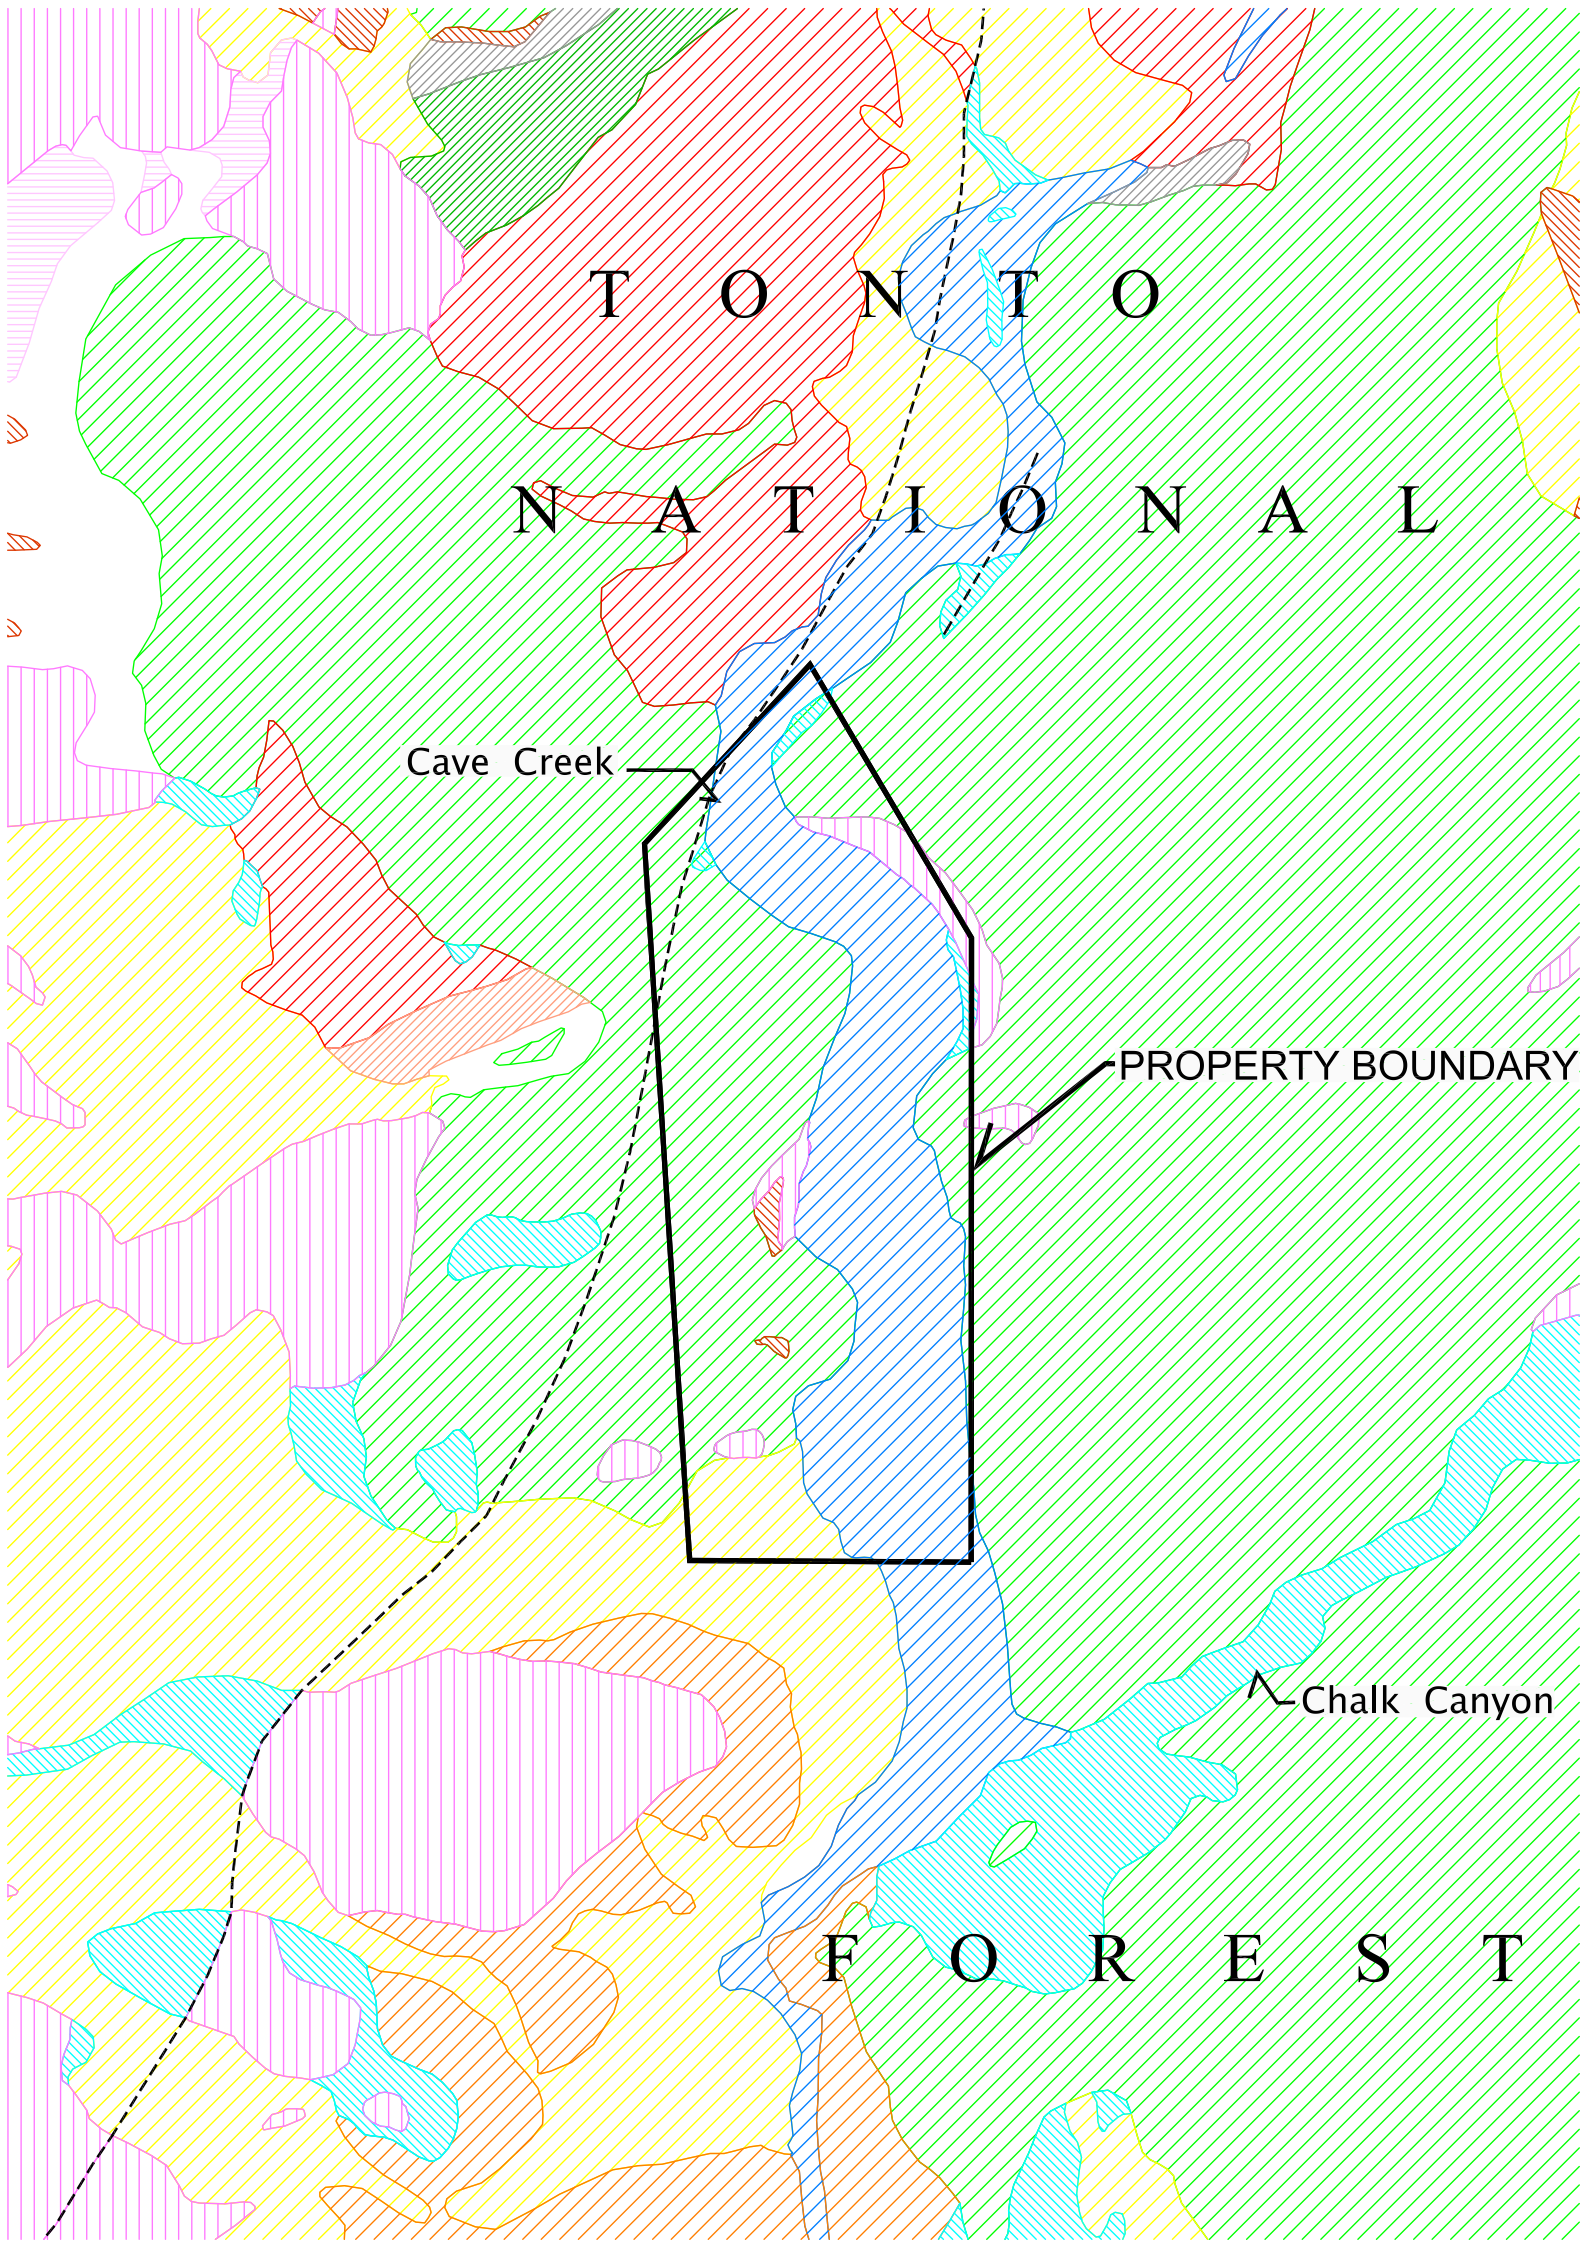 T O N T O
N A T I O N A L
Cave Creek
PROPERTY BOUNDARY
Chalk Canyon
F O R E S T